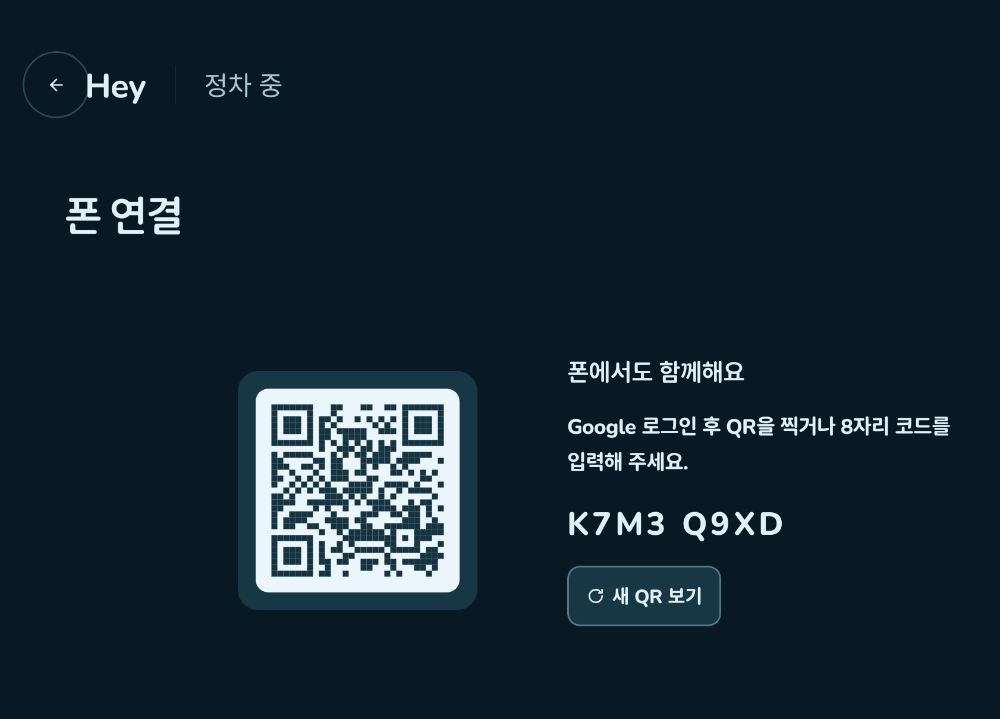 Hey
정차 중
폰 연결
폰에서도 함께해요
Google 로그인 후 QR을 찍거나 8자리 코드를
입력해 주세요.
K7M3 Q9XD
새 QR 보기